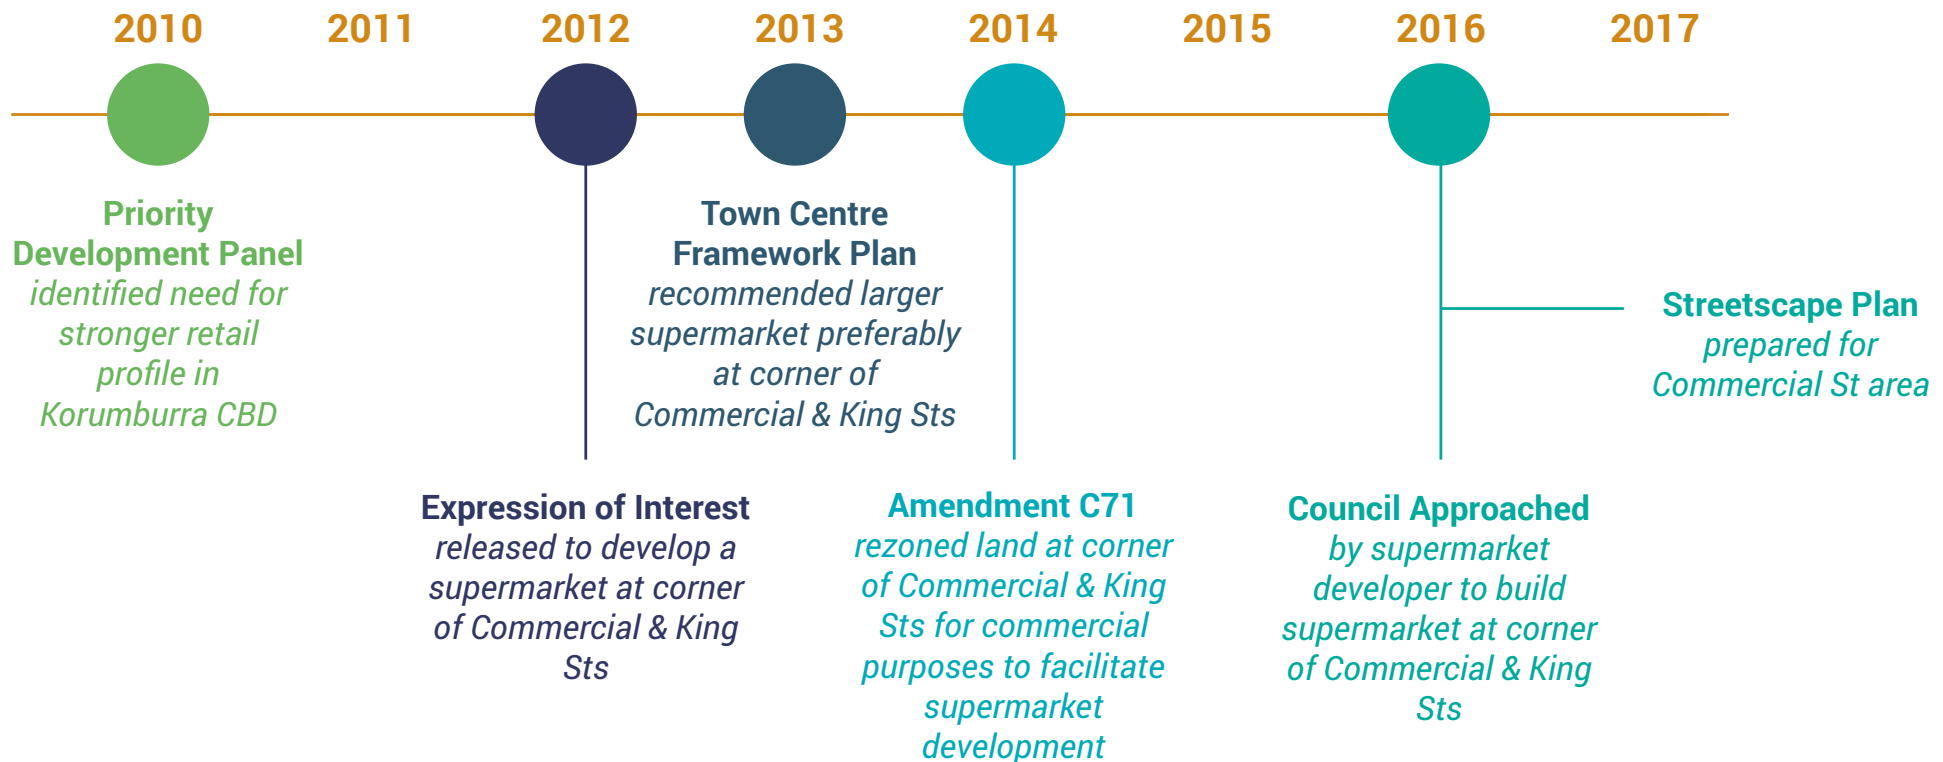 2010 2011 2012 2013 2014 2015 2016 2017
Priority
Development Panel
identified need for
stronger retail
profile in
Korumburra CBD
Expression of Interest
released to develop a
supermarket at corner
of Commercial & King
Sts
Town Centre
Framework Plan
recommended larger
supermarket preferably
at corner of
Commercial & King Sts
Amendment C71
rezoned land at corner
of Commercial & King
Sts for commercial
purposes to facilitate
supermarket
development
Council Approached
by supermarket
developer to build
supermarket at corner
of Commercial & King
Sts
Streetscape Plan
prepared for
Commercial St area